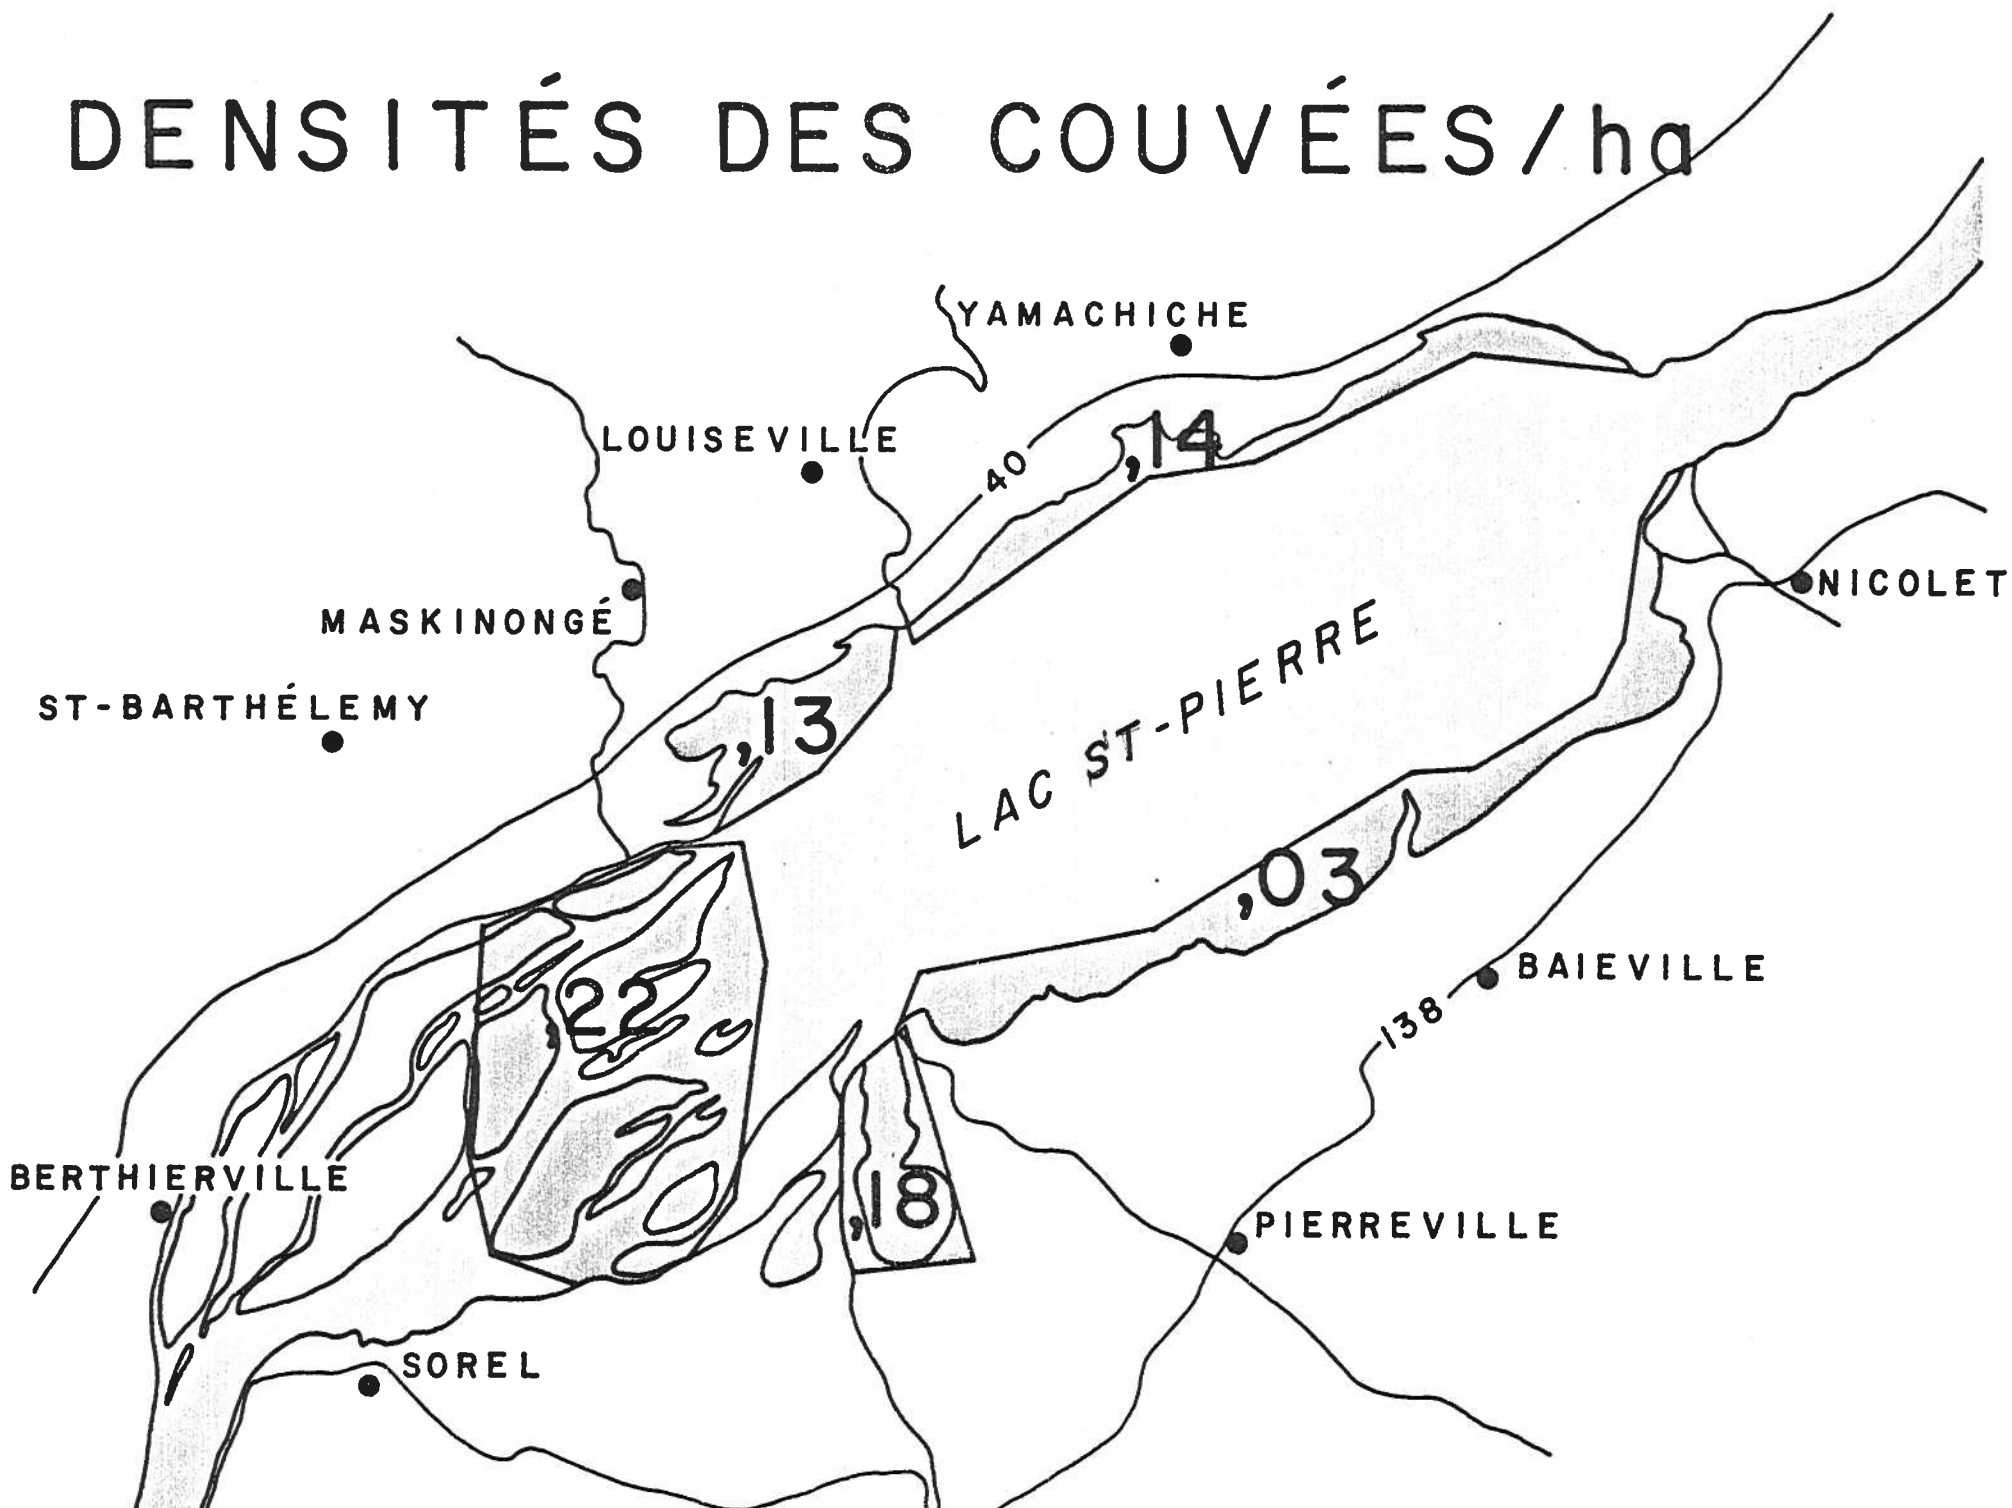 DENSITÉS DES COUVÉES/ha
YAMACHICHE
LOUISEVILLE
,14
40
NICOLET
MASKINONGÉ
LAC ST-PIERRE
ST-BARTHÉLEMY
,13
,03
BAIEVILLE
,22
138
BERTHIERVILLE
,18
PIERREVILLE
SOREL